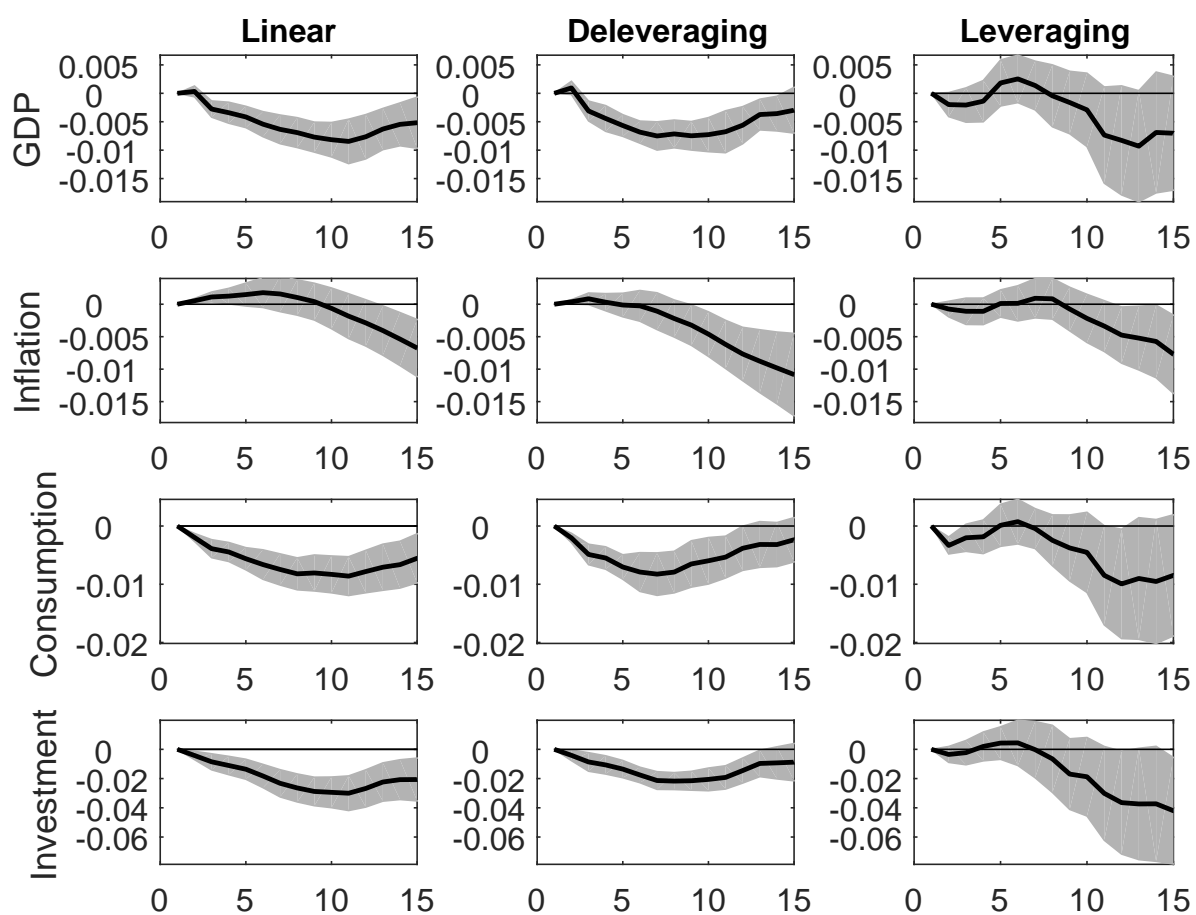 Linear Deleveraging Leveraging
GDP
0.005 0.005 0.005
0 0 0
-0.005 -0.005 -0.005
-0.01 -0.01 -0.01
-0.015 -0.015 -0.015
0 5 10 15 0 5 10 15 0 5 10 15
Inflation
0 0 0
-0.005 -0.005 -0.005
-0.01 -0.01 -0.01
-0.015 -0.015 -0.015
0 5 10 15 0 5 10 15 0 5 10 15
Consumption
0 0 0
-0.01 -0.01 -0.01
-0.02 -0.02 -0.02
0 5 10 15 0 5 10 15 0 5 10 15
Investment
0 0 0
-0.02 -0.02 -0.02
-0.04 -0.04 -0.04
-0.06 -0.06 -0.06
0 5 10 15 0 5 10 15 0 5 10 15